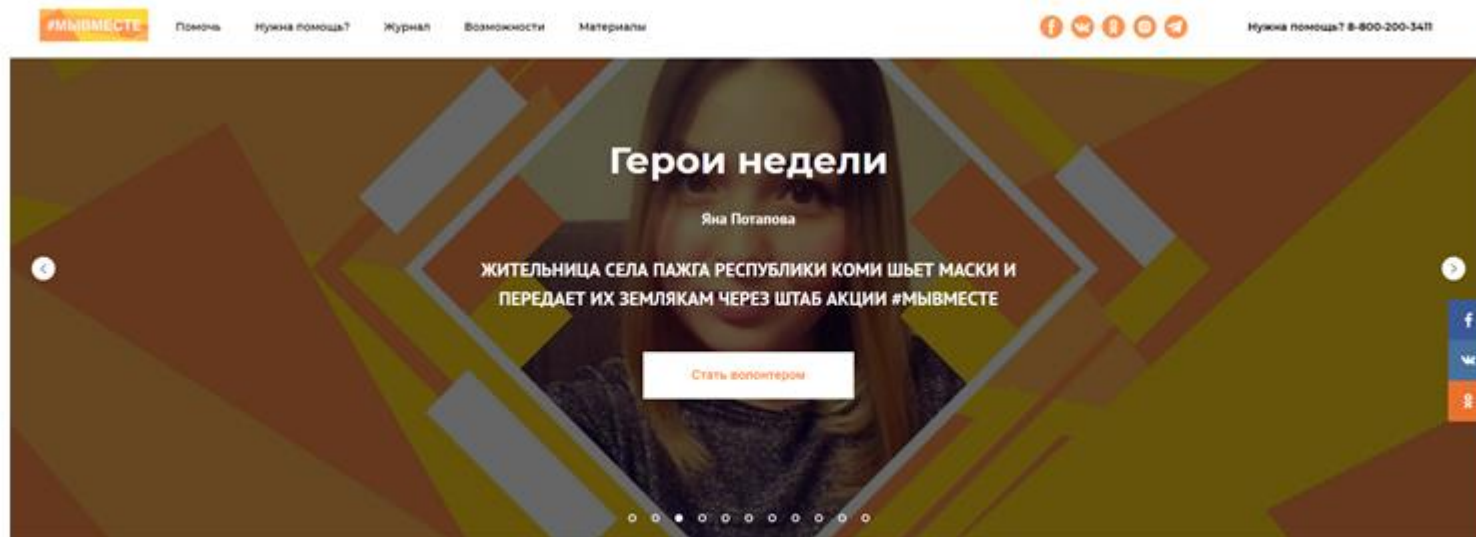 #МЫВМЕСТЕ
Помочь
Нужна помощь?
Журнал
Возможности
Материалы
Нужна помощь? 8-800-200-3411
Герои недели
Яна Потапова
ЖИТЕЛЬНИЦА СЕЛА ПАЖГА РЕСПУБЛИКИ КОМИ ШЬЕТ МАСКИ И
ПЕРЕДАЕТ ИХ ЗЕМЛЯКАМ ЧЕРЕЗ ШТАБ АКЦИИ #МЫВМЕСТЕ
Стать волонтером